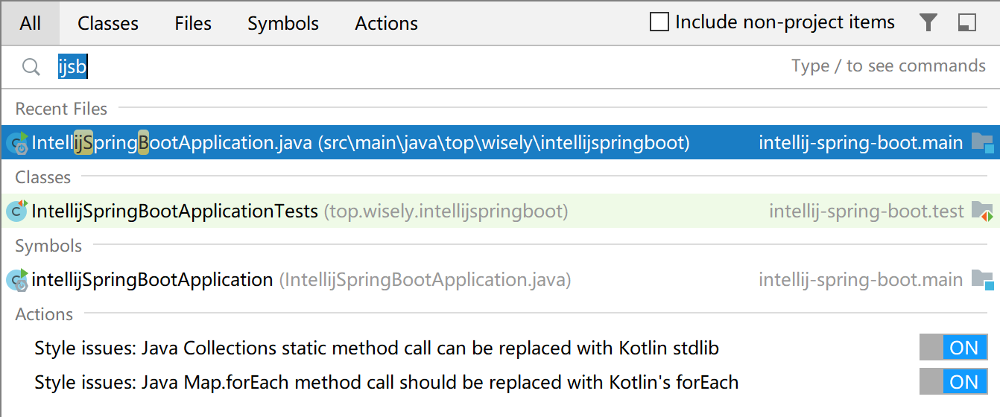 All Classes Files Symbols Actions Include non-project items
ijsb Type / to see commands
Recent Files
IntellijSpringBootApplication.java (src\main\java\top\wisely\intellijspringboot) intellij-spring-boot.main
Classes
IntellijSpringBootApplicationTests (top.wisely.intellijspringboot) intellij-spring-boot.test
Symbols
intellijSpringBootApplication (IntellijSpringBootApplication.java) intellij-spring-boot.main
Actions
Style issues: Java Collections static method call can be replaced with Kotlin stdlib ON
Style issues: Java Map.forEach method call should be replaced with Kotlin's forEach ON